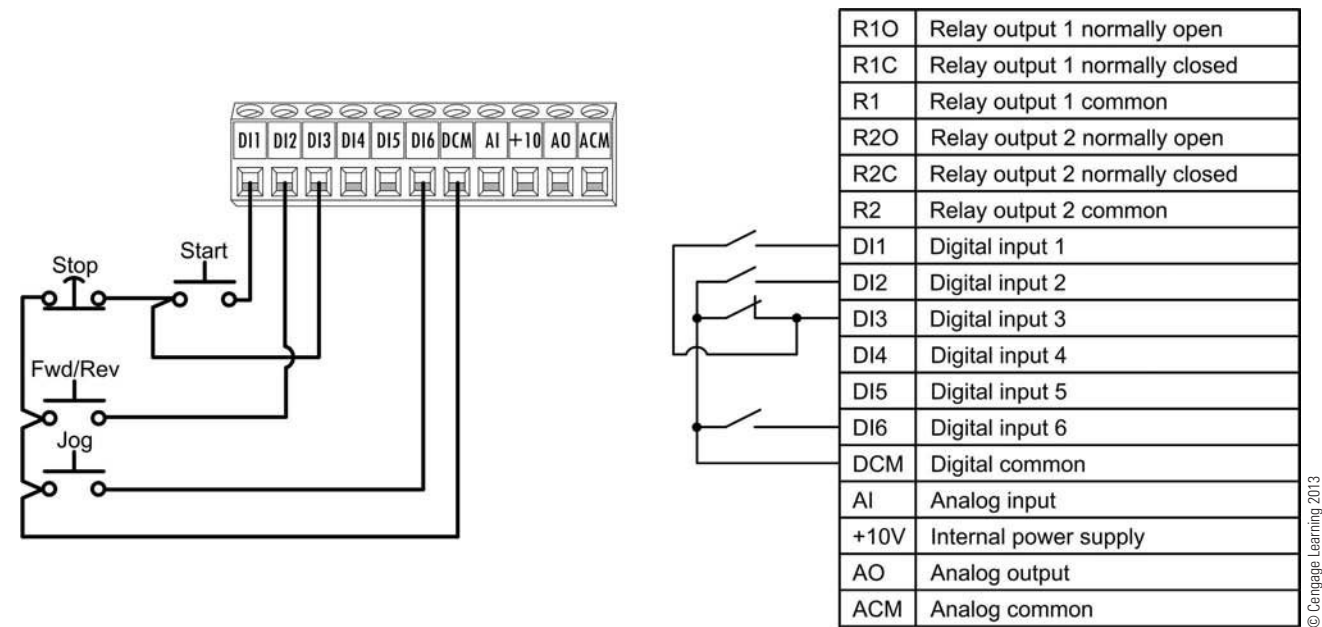 DI1 DI2 DI3 DI4 DI5 DI6 DCM AI +10 AO ACM
Stop
Start
Fwd/Rev
Jog
R1O Relay output 1 normally open
R1C Relay output 1 normally closed
R1 Relay output 1 common
R2O Relay output 2 normally open
R2C Relay output 2 normally closed
R2 Relay output 2 common
DI1 Digital input 1
DI2 Digital input 2
DI3 Digital input 3
DI4 Digital input 4
DI5 Digital input 5
DI6 Digital input 6
DCM Digital common
AI Analog input
+10V Internal power supply
AO Analog output
ACM Analog common
© Cengage Learning 2013